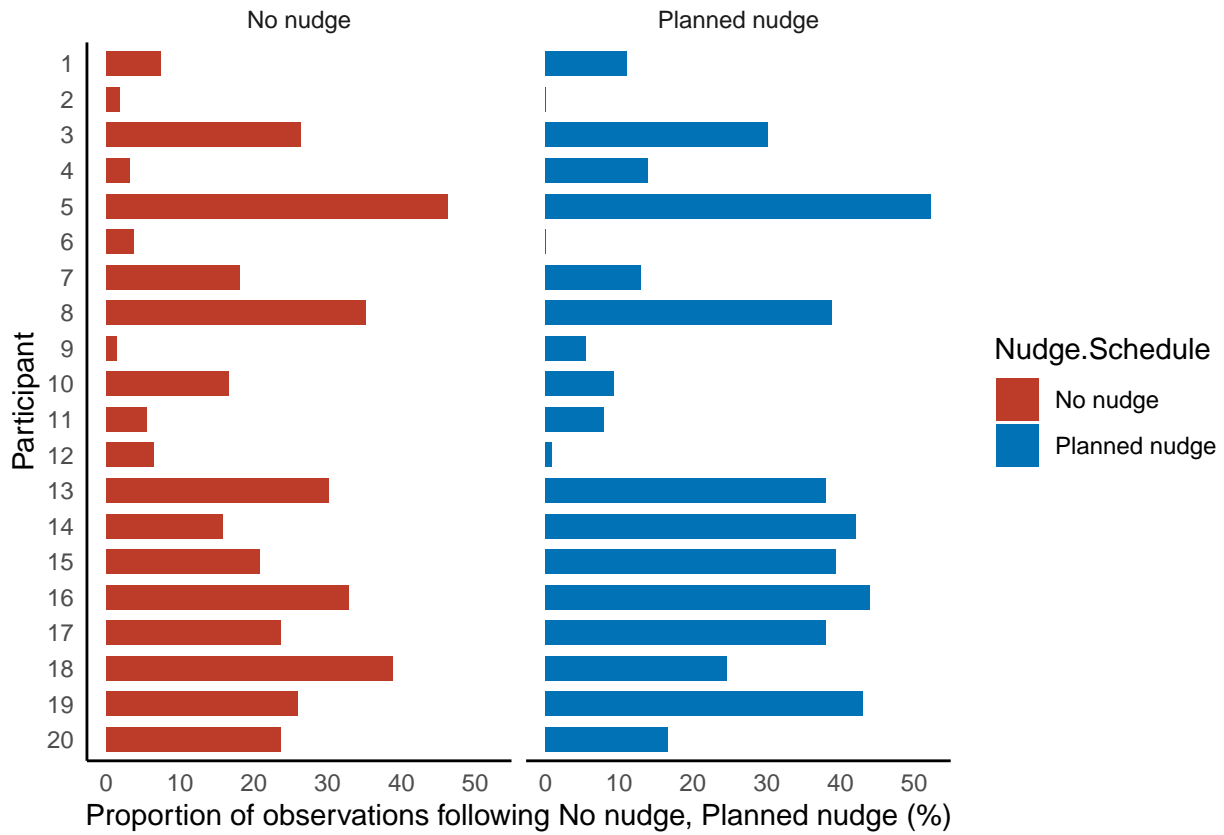 No nudge Planned nudge
1
2
3
4
5
6
7
8
9
10
11
12
13
14
15
16
17
18
19
20
Participant
0 10 20 30 40 50 0 10 20 30 40 50
Proportion of observations following No nudge, Planned nudge (%)
Nudge.Schedule
No nudge
Planned nudge